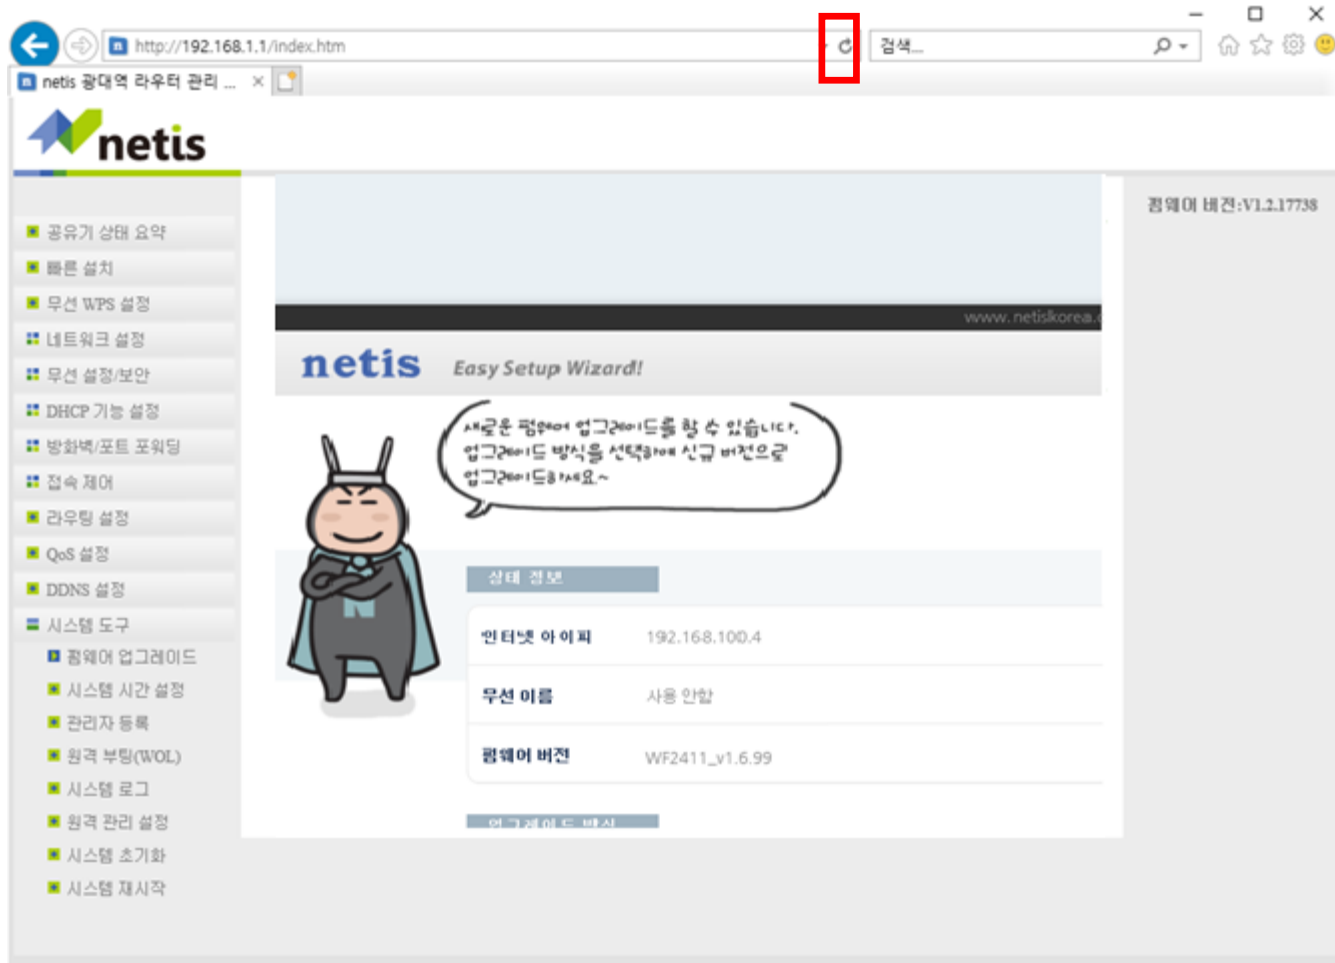 http://192.168.1.1/index.htm
검색...
netis 광대역 라우터 관리 ...
netis
펌웨어 버전:V1.2.17738
공유기 상태 요약
빠른 설치
무선 WPS 설정
네트워크 설정
무선 설정/보안
DHCP 기능 설정
방화벽/포트 포워딩
접속 제어
라우팅 설정
QoS 설정
DDNS 설정
시스템 도구
펌웨어 업그레이드
시스템 시간 설정
관리자 등록
원격 부팅(WOL)
시스템 로그
원격 관리 설정
시스템 초기화
시스템 재시작
www.netiskorea.
netis Easy Setup Wizard!!
새로운 펌웨어 업그레이드를 할 수 있습니다.
업그레이드 방식을 선택하여 신규 버전으로
업그레이드하세요.~
상태 정보
인터넷 아이피 192.168.100.4
무선 이름 사용 안함
펌웨어 버전 WF2411_v1.6.99
업그레이드 방식
N